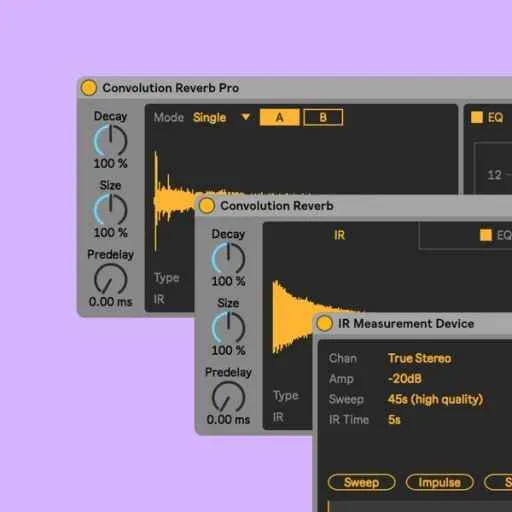 Convolution Reverb Pro
Decay
100 %
Size
100 %
Predelay
0.00 ms
Mode Single A B
Type
IR
EQ
12
Convolution Reverb
Decay
100 %
Size
100 %
Predelay
0.00 ms
IR
EQ
Type
IR
IR Measurement Device
Chan True Stereo
Amp -20dB
Sweep 45s (high quality)
IR Time 5s
Sweep Impulse S